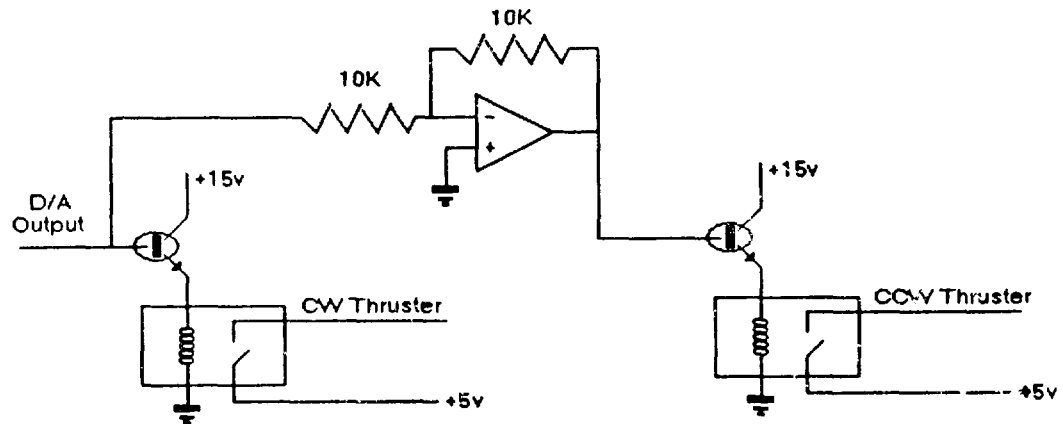 10K
10K
-
+
+15v
D/A
Output
+15v
CW Thruster
CCW Thruster
+5v
+5v